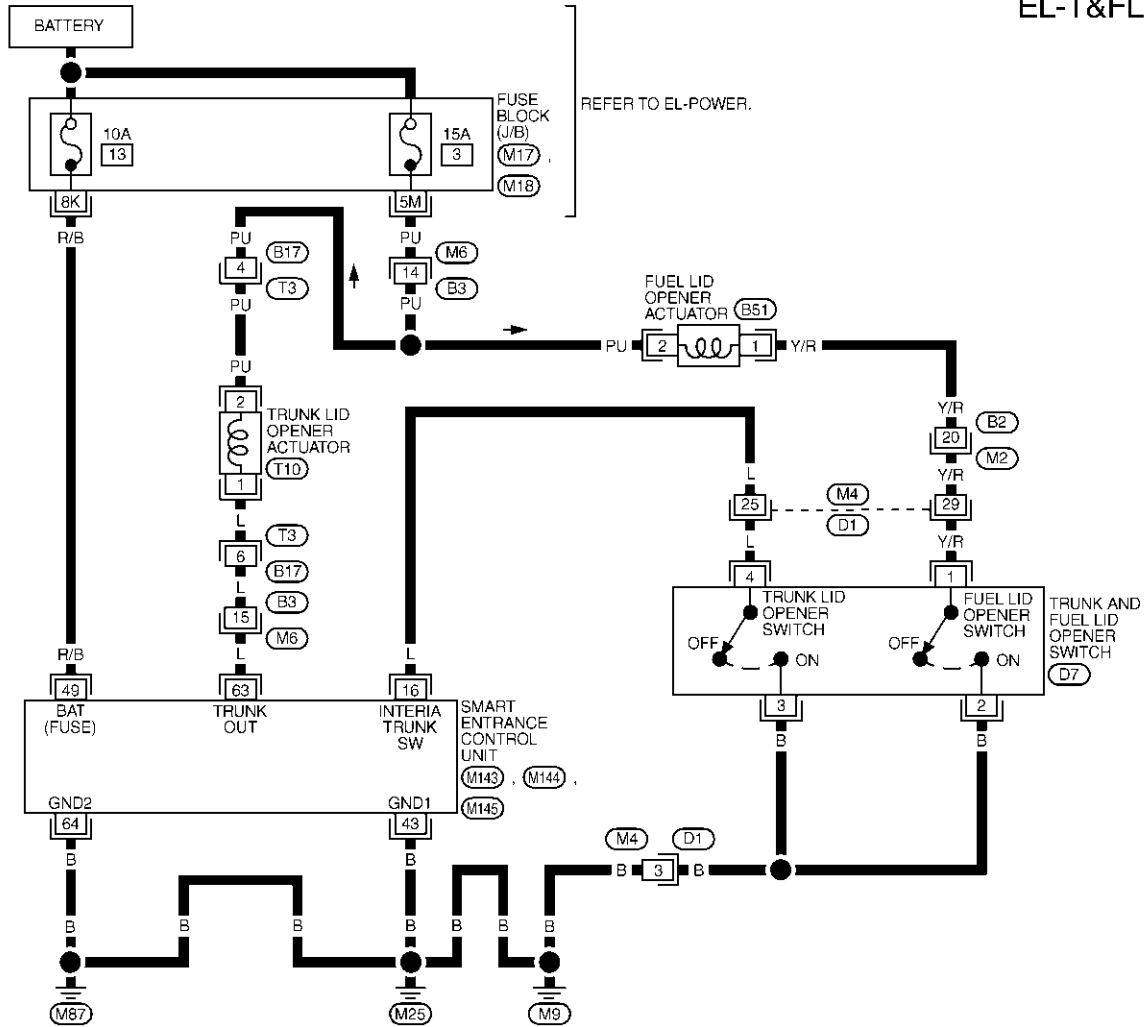 EL-T&FL
BATTERY
10A
13
15A
3
FUSE
BLOCK
(J/B)
M17 ,
M18
REFER TO EL-POWER.
8K
5M
R/B
PU
PU
4
B17
T3
14
M6
B3
PU
PU
FUEL LID
OPENER
ACTUATOR
B51
PU
2
1
Y/R
PU
2
TRUNK LID
OPENER
ACTUATOR
T10
1
Y/R
20
B2
M2
L
Y/R
25
M4
D1
29
L
T3
6
B17
L
Y/R
L
B3
15
M6
L
4
1
TRUNK LID
OPENER
SWITCH
OFF
ON
FUEL LID
OPENER
SWITCH
OFF
ON
TRUNK AND
FUEL LID
OPENER
SWITCH
D7
3
2
B
B
R/B
L
49
63
16
BAT
(FUSE)
TRUNK
OUT
INTERIA
TRUNK
SW
SMART
ENTRANCE
CONTROL
UNIT
M143 , M144 ,
M145
GND2
GND1
64
43
B
B
M4
D1
B
3
B
B
B
B
B
B
B
B
M87
M25
M9